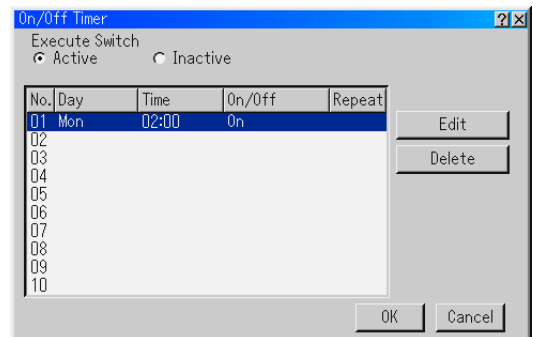 On/Off Timer
Execute Switch
Active Inactive
No. Day Time On/Off Repeat
01 Mon 02:00 On
02
03
04
05
06
07
08
09
10
Edit
Delete
OK Cancel